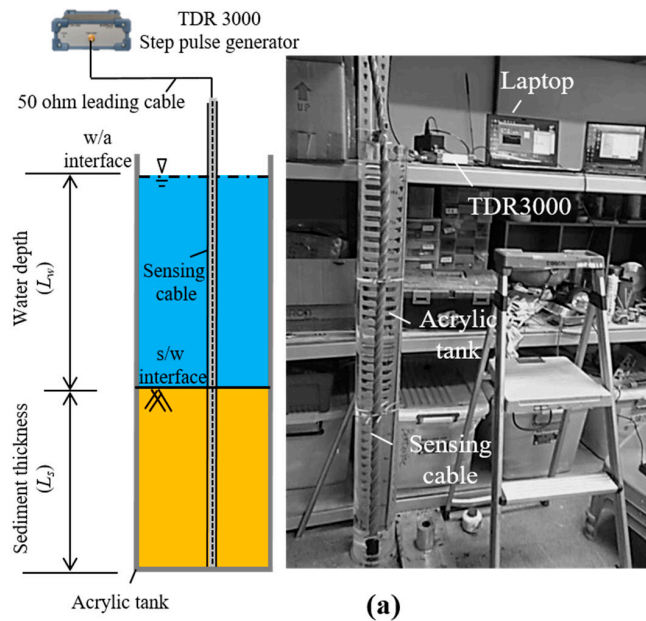 TDR 3000
Step pulse generator
50 ohm leading cable
w/a
interface
Water depth
(Lw)
Sensing
cable
s/w
interface
Sediment thickness
(Ls)
Acrylic tank
UP
Laptop
TDR3000
Acrylic
tank
Sensing
cable
(a)